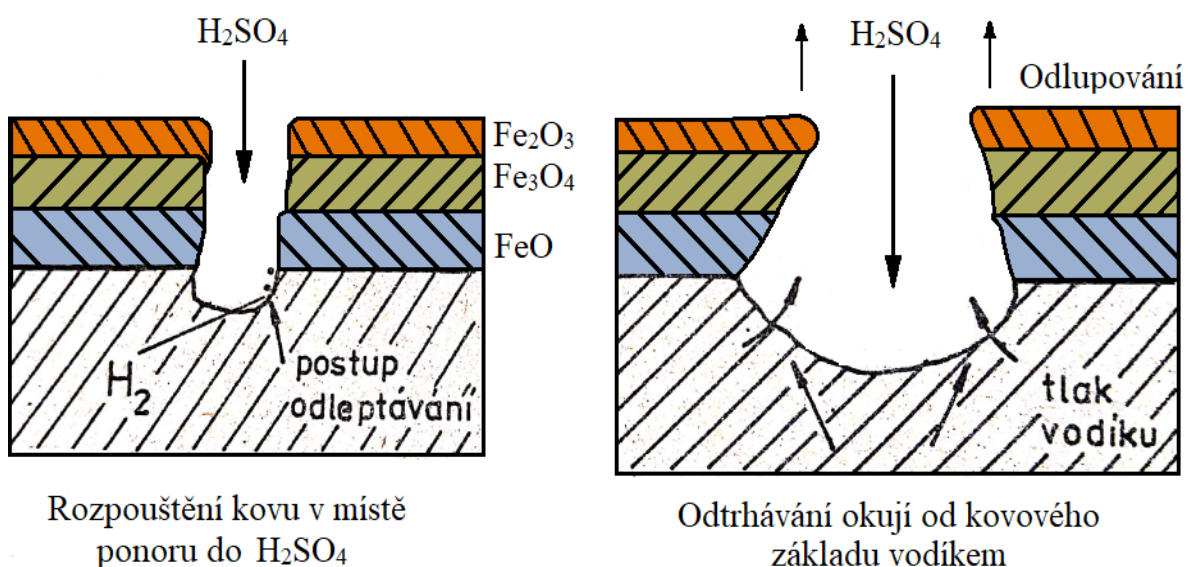 H₂SO₄
Fe₂O₃
Fe₃O₄
FeO
H₂
postup
odleptávání
Rozpouštění kovu v místě
ponoru do H₂SO₄
H₂SO₄
Odlupování
tlak
vodíku
Odtrhávání okují od kovového
základu vodíkem